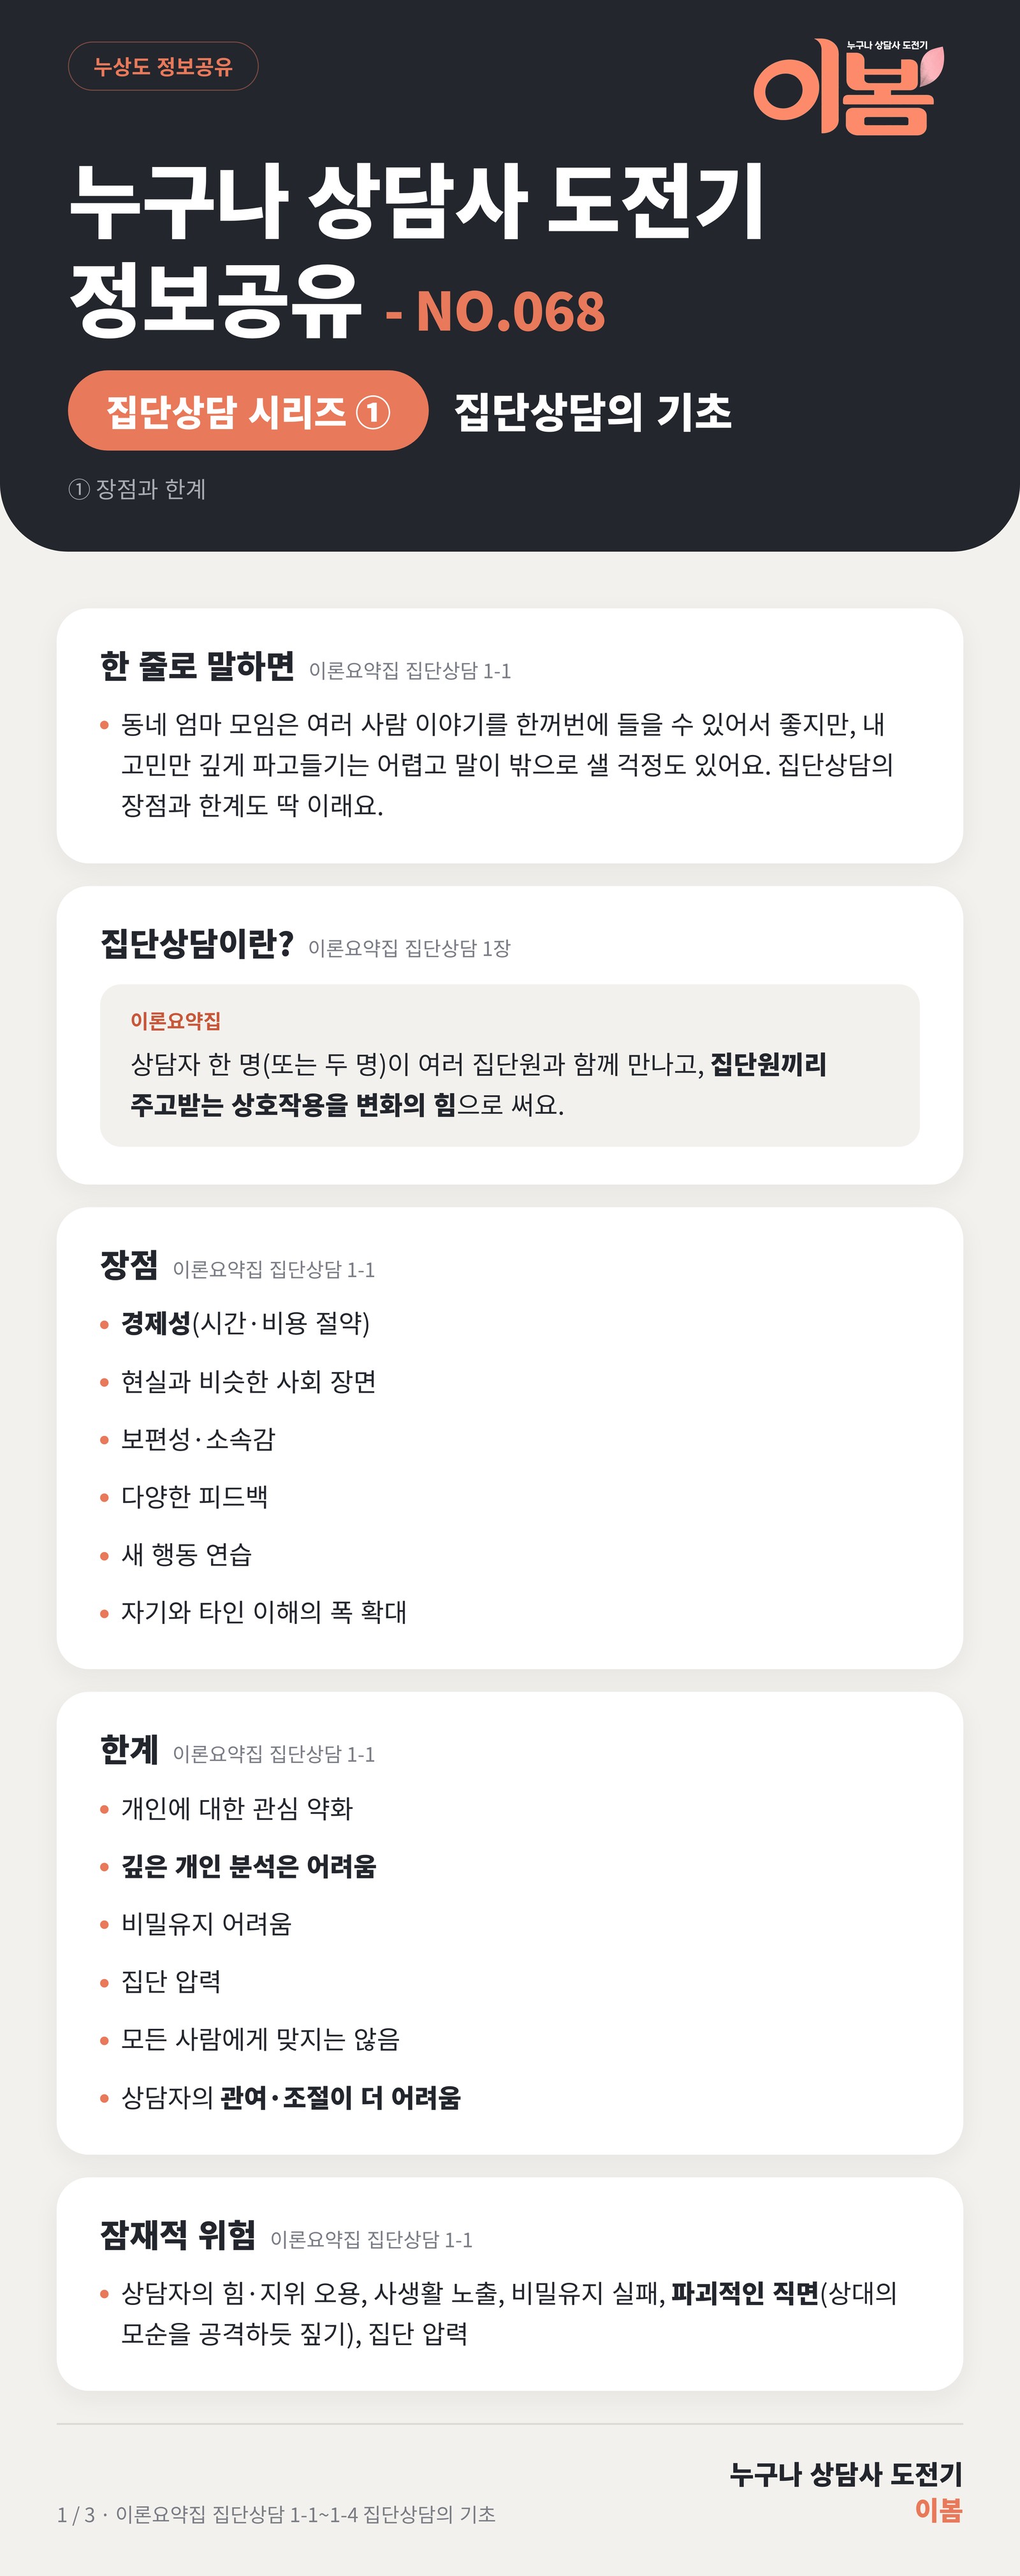 누상도 정보공유
누구나 상담사 도전기
이봄
누구나 상담사 도전기
정보공유 - NO.068
집단상담 시리즈 ① 집단상담의 기초
① 장점과 한계
한 줄로 말하면 이론요약집 집단상담 1-1
• 동네 엄마 모임은 여러 사람 이야기를 한꺼번에 들을 수 있어서 좋지만, 내
고민만 깊게 파고들기는 어렵고 말이 밖으로 샐 걱정도 있어요. 집단상담의
장점과 한계도 딱 이래요.
집단상담이란? 이론요약집 집단상담 1장
이론요약집
상담자 한 명(또는 두 명)이 여러 집단원과 함께 만나고, 집단원끼리
주고받는 상호작용을 변화의 힘으로 써요.
장점 이론요약집 집단상담 1-1
• 경제성(시간·비용 절약)
• 현실과 비슷한 사회 장면
• 보편성·소속감
• 다양한 피드백
• 새 행동 연습
• 자기와 타인 이해의 폭 확대
한계 이론요약집 집단상담 1-1
• 개인에 대한 관심 약화
• 깊은 개인 분석은 어려움
• 비밀유지 어려움
• 집단 압력
• 모든 사람에게 맞지는 않음
• 상담자의 관여·조절이 더 어려움
잠재적 위험 이론요약집 집단상담 1-1
• 상담자의 힘·지위 오용, 사생활 노출, 비밀유지 실패, 파괴적인 직면(상대의
모순을 공격하듯 짚기), 집단 압력
누구나 상담사 도전기
1 / 3 · 이론요약집 집단상담 1-1~1-4 집단상담의 기초
이봄